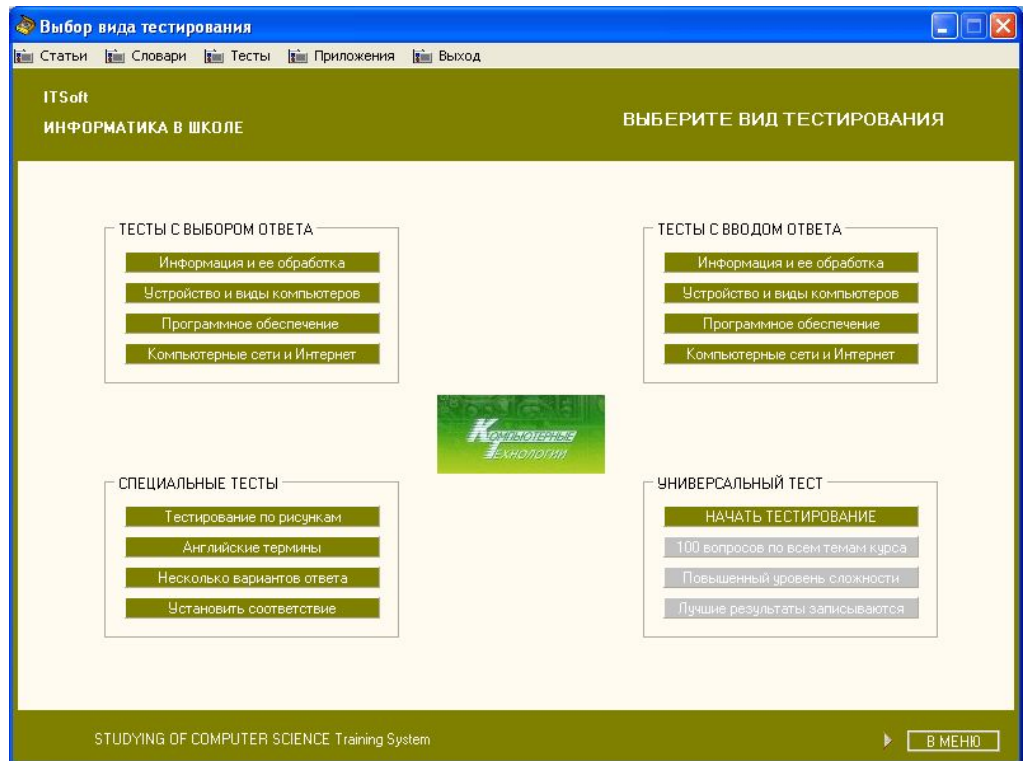 Выбор вида тестирования
Статьи Словари Тесты Приложения Выход
ITSoft
ИНФОРМАТИКА В ШКОЛЕ
ВЫБЕРИТЕ ВИД ТЕСТИРОВАНИЯ
ТЕСТЫ С ВЫБОРОМ ОТВЕТА
Информация и ее обработка
Устройство и виды компьютеров
Программное обеспечение
Компьютерные сети и Интернет
ТЕСТЫ С ВВОДОМ ОТВЕТА
Информация и ее обработка
Устройство и виды компьютеров
Программное обеспечение
Компьютерные сети и Интернет
КОМПЬЮТЕРНЫЕ
ТЕХНОЛОГИИ
СПЕЦИАЛЬНЫЕ ТЕСТЫ
Тестирование по рисункам
Английские термины
Несколько вариантов ответа
Установить соответствие
УНИВЕРСАЛЬНЫЙ ТЕСТ
НАЧАТЬ ТЕСТИРОВАНИЕ
100 вопросов по всем темам курса
Повышенный уровень сложности
Лучшие результаты записываются
STUDYING OF COMPUTER SCIENCE Training System
В МЕНЮ